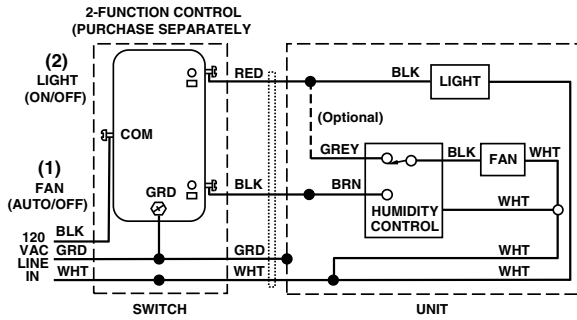 2-FUNCTION CONTROL
(PURCHASE SEPARATELY
(2)
LIGHT
(ON/OFF)
RED
BLK
LIGHT
(Optional)
COM
GREY
BLK
FAN
WHT
(1)
FAN
(AUTO/OFF)
GRD
BLK
BRN
HUMIDITY
CONTROL
WHT
BLK
120
VAC
LINE
IN
GRD
GRD
WHT
WHT
WHT
WHT
SWITCH
UNIT